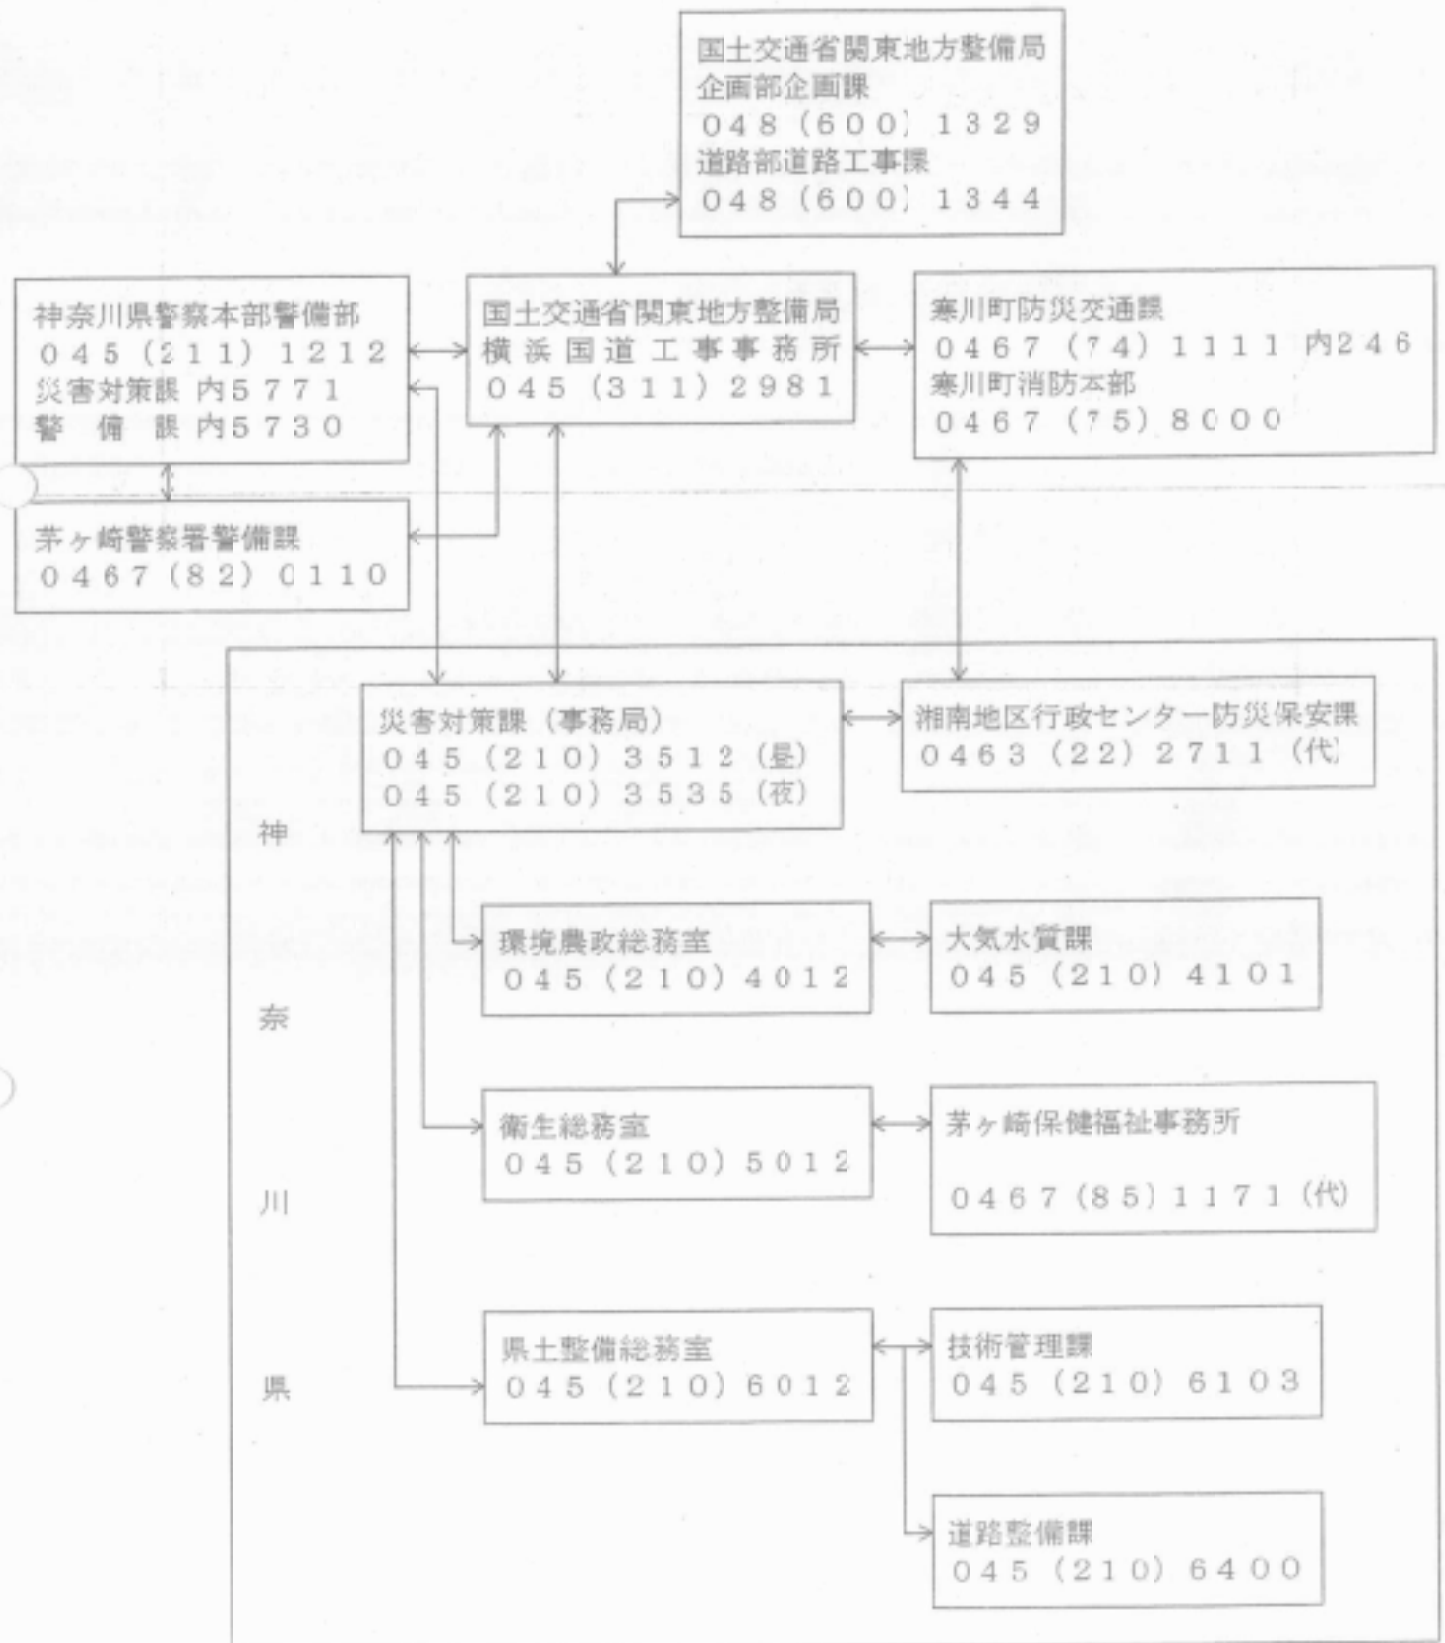 国土交通省関東地方整備局
企画部企画課
048(600)1329
道路部道路工事課
048(600)1344
神奈川県警察本部警備部
045(211)1212
災害対策課 内5771
警　備　課 内5730
国土交通省関東地方整備局
横浜国道工事事務所
045(311)2981
寒川町防災交通課
0467(74)1111 内246
寒川町消防本部
0467(75)8000
茅ヶ崎警察署警備課
0467(82)0110
神奈川県
災害対策課(事務局)
045(210)3512(昼)
045(210)3535(夜)
湘南地区行政センター防災保安課
0463(22)2711(代)
環境農政総務室
045(210)4012
大気水質課
045(210)4101
衛生総務室
045(210)5012
茅ヶ崎保健福祉事務所
0467(85)1171(代)
県土整備総務室
045(210)6012
技術管理課
045(210)6103
道路整備課
045(210)6400